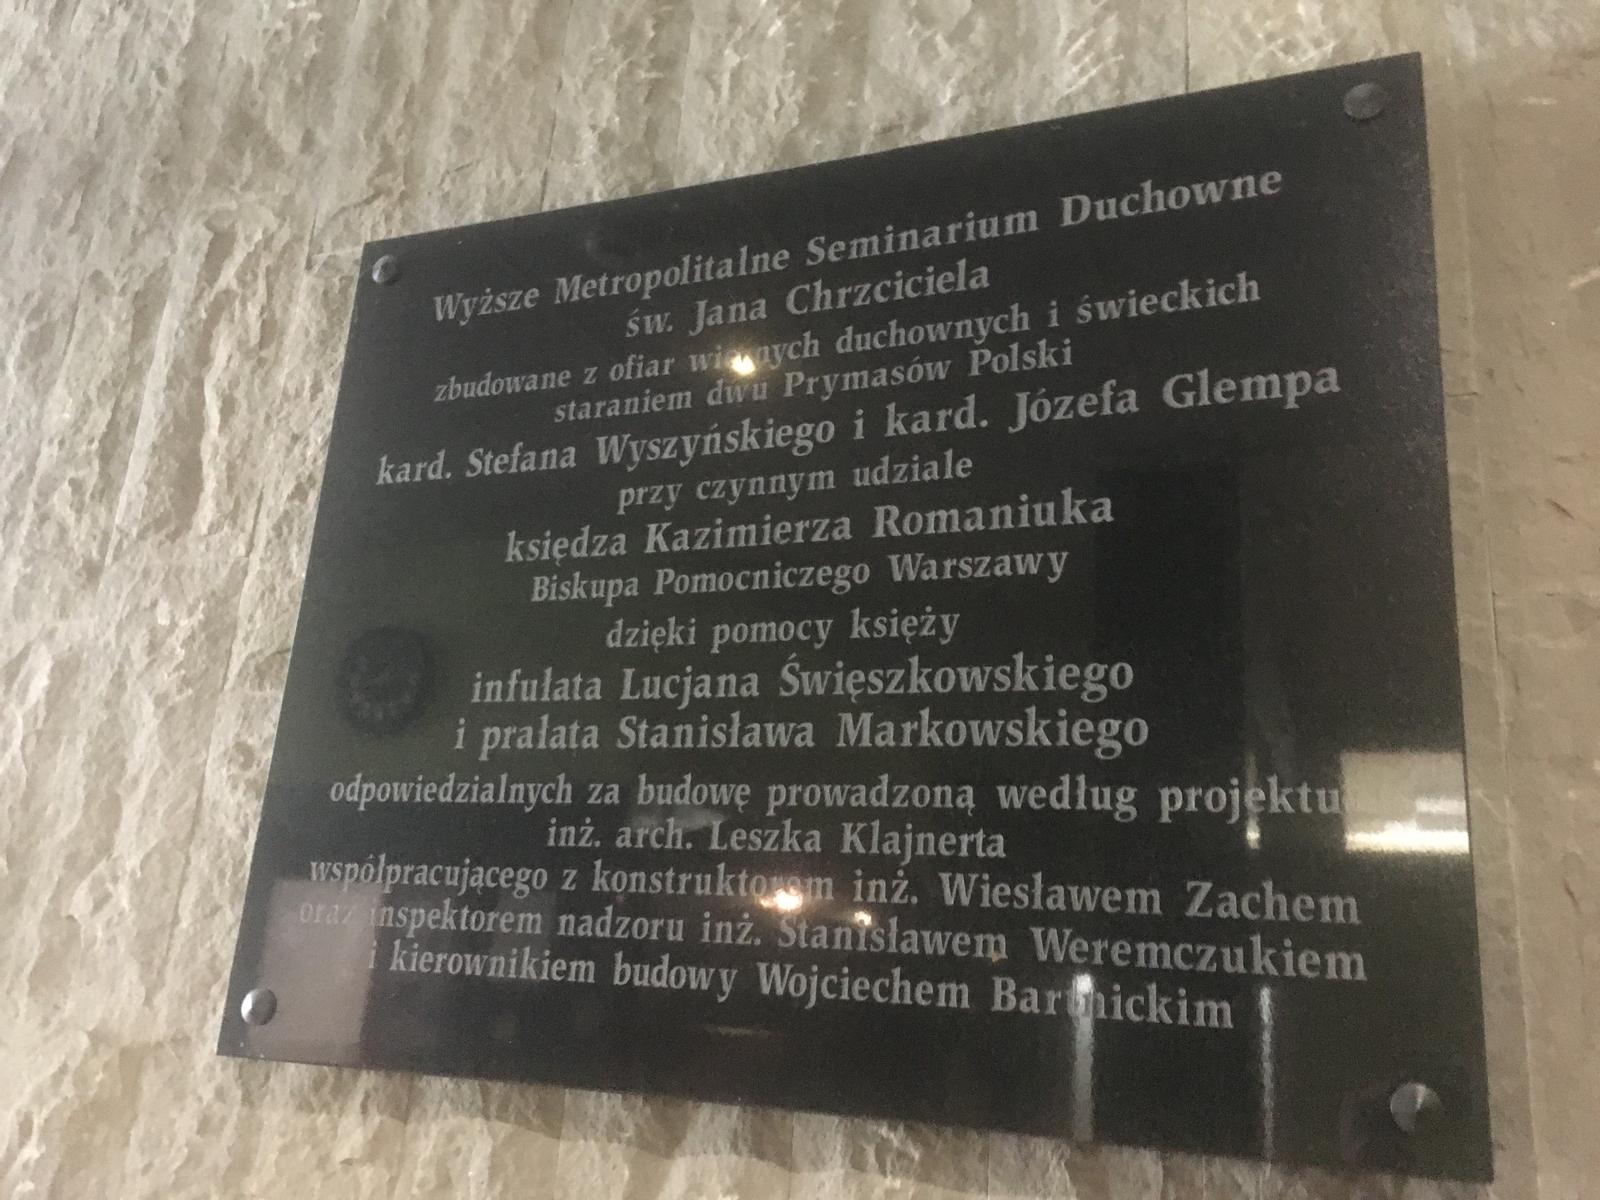 Wyższe Metropolitalne Seminarium Duchowne
św. Jana Chrzciciela
zbudowane z ofiar wiernych duchownych i świeckich
staraniem dwu Prymasów Polski
kard. Stefana Wyszyńskiego i kard. Józefa Glempa
przy czynnym udziale
księdza Kazimierza Romaniuka
Biskupa Pomocniczego Warszawy
dzięki pomocy księży
infułata Lucjana Święszkowskiego
i prałata Stanisława Markowskiego
odpowiedzialnych za budowę prowadzoną według projektu
inż. arch. Leszka Klajnerta
współpracującego z konstruktorem inż. Wiesławem Zachem
oraz inspektorem nadzoru inż. Stanisławem Weremczukiem
i kierownikiem budowy Wojciechem